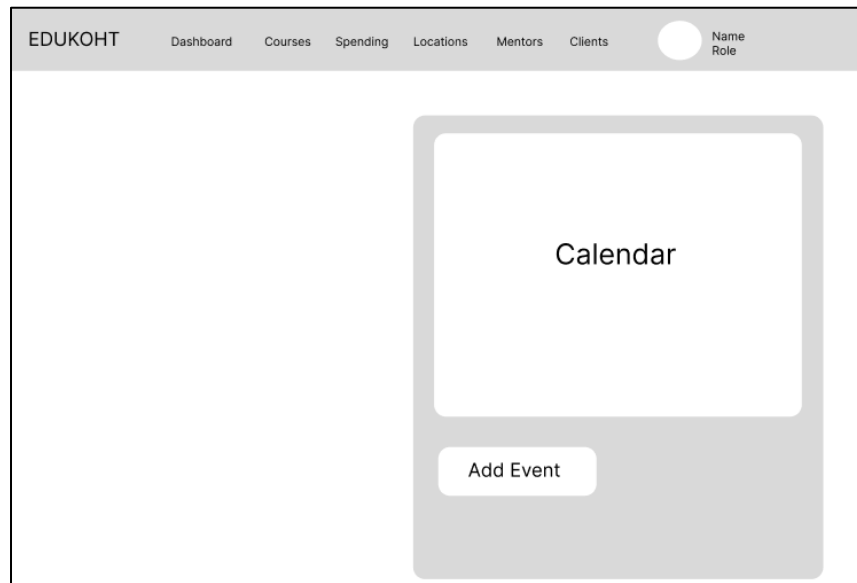 EDUKOHT
Dashboard
Courses
Spending
Locations
Mentors
Clients
Name
Role
Calendar
Add Event